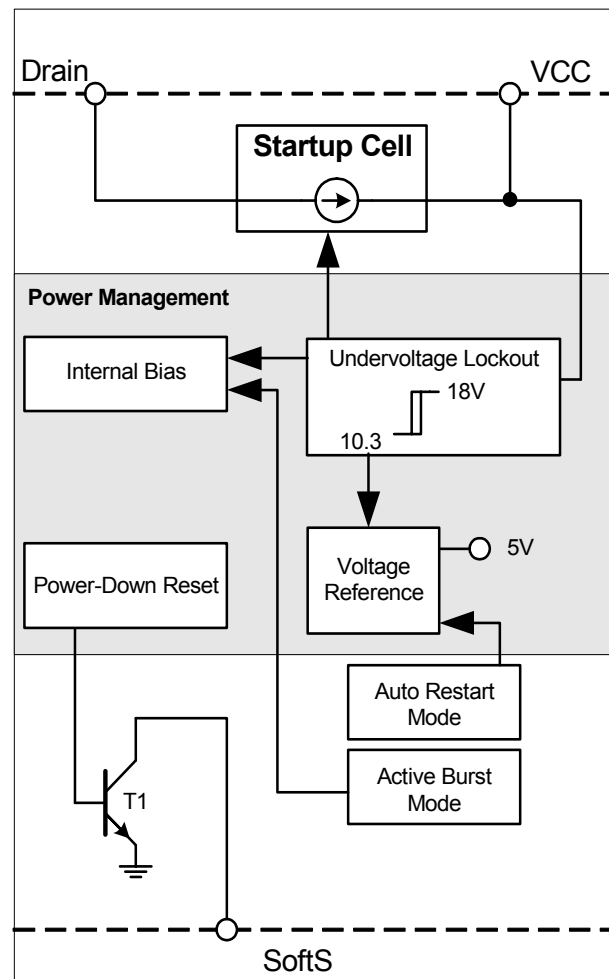 Drain
VCC
Startup Cell
Power Management
Internal Bias
Undervoltage Lockout
18V
10.3
Power-Down Reset
Voltage
Reference
5V
Auto Restart
Mode
Active Burst
Mode
T1
SoftS